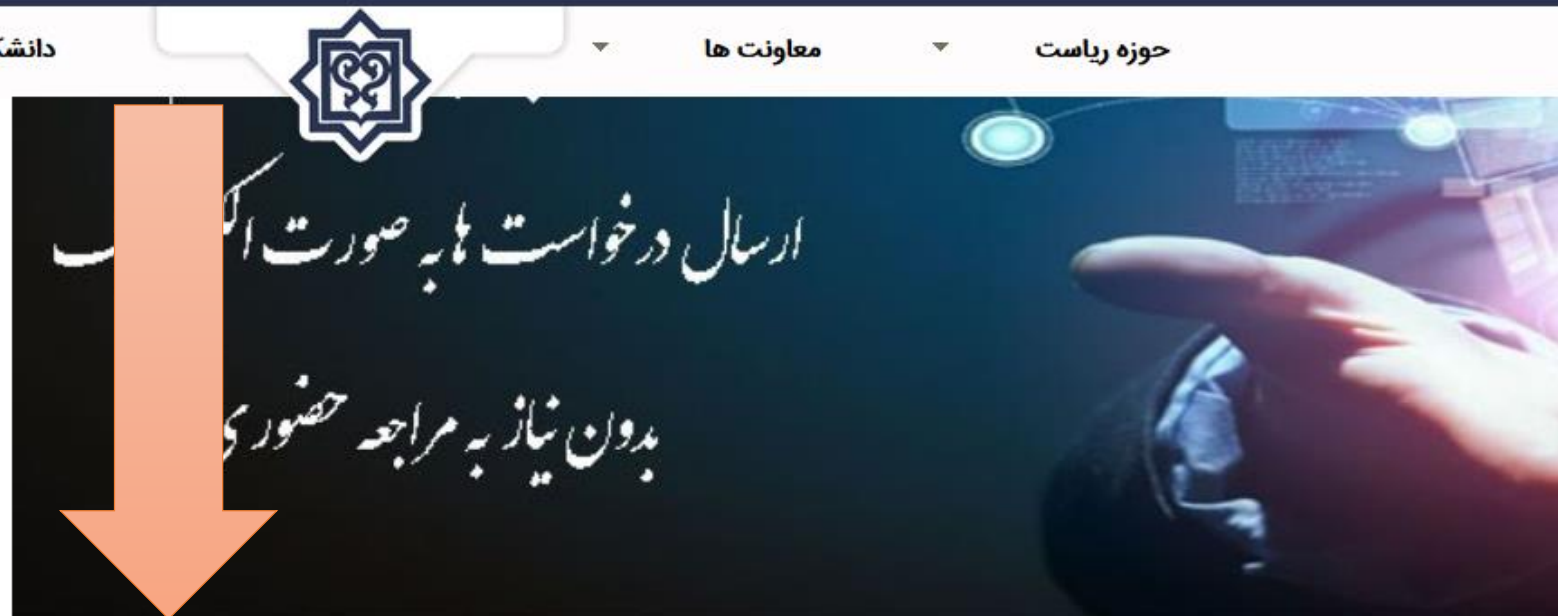 حوزه ریاست
معاونت ها
ارسال درخواست ها به صورت
بدون نیاز به مراجعه حضوری